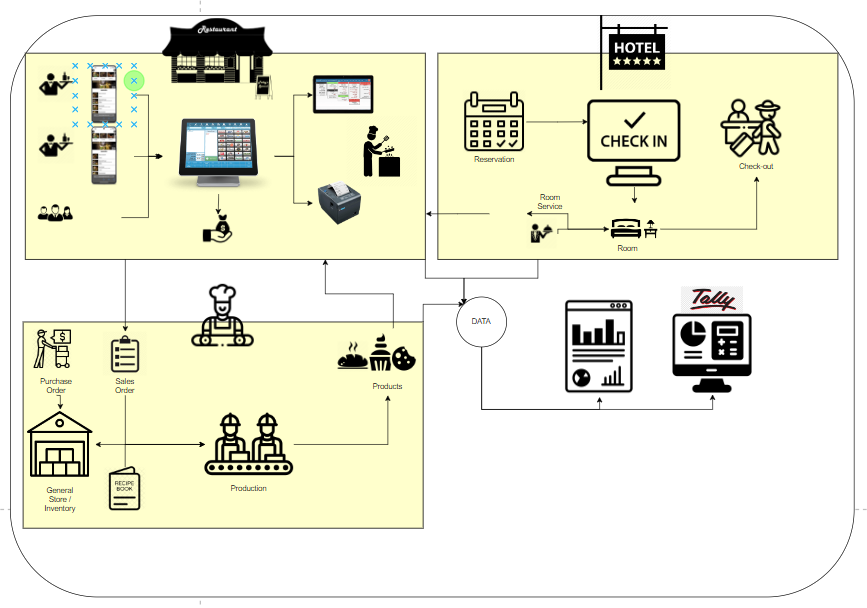 Restaurant
HOTEL
CHECK IN
Reservation
Check-out
Room
Service
Room
DATA
Tally
$
Purchase
Order
Sales
Order
Products
RECIPE
BOOK
Production
General
Store /
Inventory